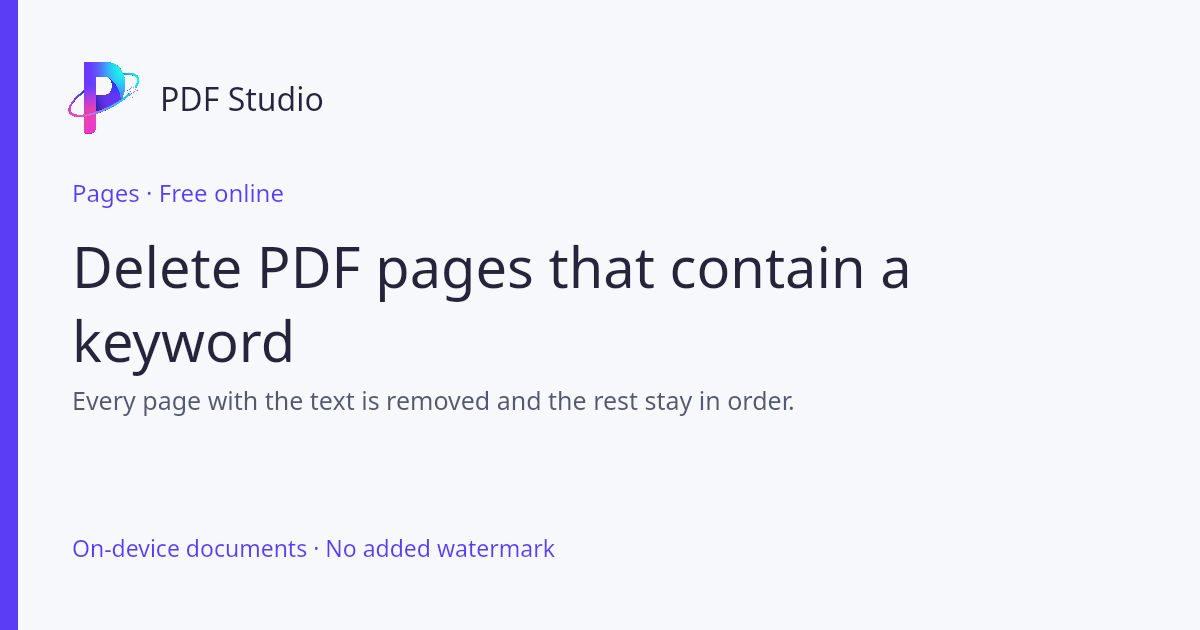 PDF Studio
Pages · Free online
Delete PDF pages that contain a
keyword
Every page with the text is removed and the rest stay in order.
On-device documents · No added watermark